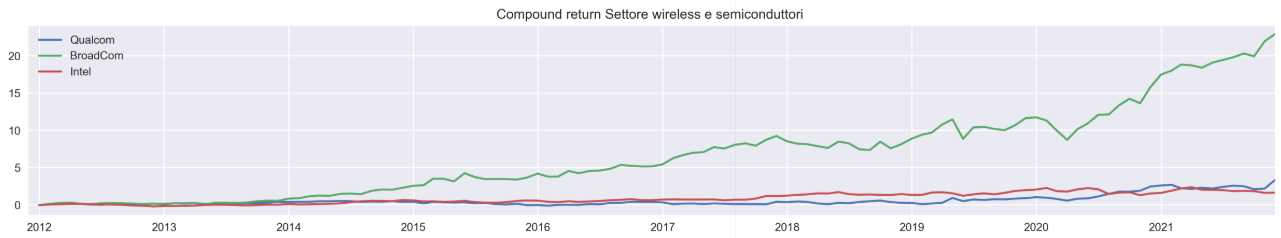 Compound return Settore wireless e semiconduttori
Qualcom
BroadCom
Intel
20
15
10
5
0
2012 2013 2014 2015 2016 2017 2018 2019 2020 2021